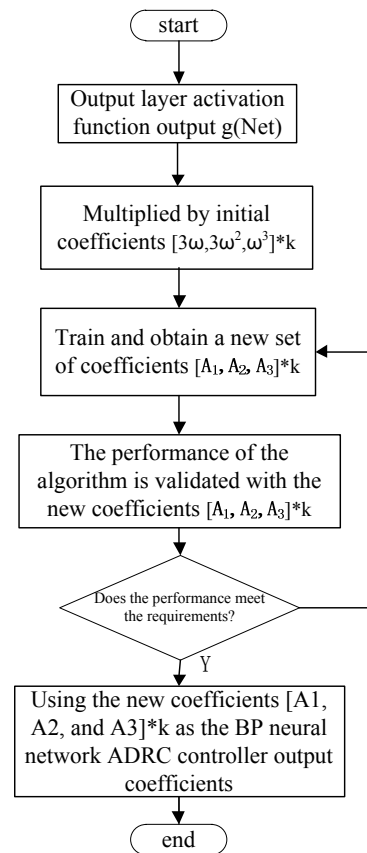 start
Output layer activation
function output g(Net)
Multiplied by initial
coefficients [3ω,3ω²,ω³]*k
Train and obtain a new set
of coefficients [A₁, A₂, A₃]*k
The performance of the
algorithm is validated with the
new coefficients [A₁, A₂, A₃]*k
Does the performance meet
the requirements?
Y
Using the new coefficients [A1,
A2, and A3]*k as the BP neural
network ADRC controller output
coefficients
end